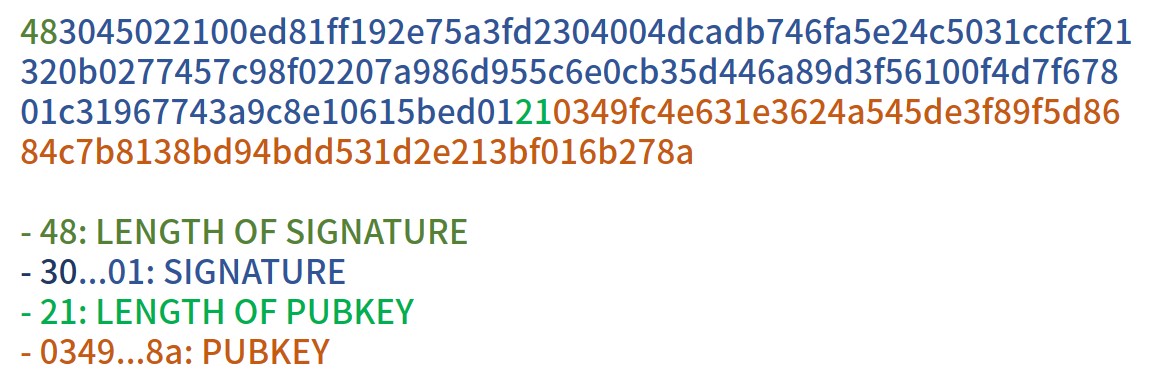 483045022100ed81ff192e75a3fd2304004dcadb746fa5e24c5031ccfcf21
320b0277457c98f02207a986d955c6e0cb35d446a89d3f56100f4d7f678
01c31967743a9c8e10615bed01210349fc4e631e3624a545de3f89f5d86
84c7b8138bd94bdd531d2e213bf016b278a
- 48: LENGTH OF SIGNATURE
- 30...01: SIGNATURE
- 21: LENGTH OF PUBKEY
- 0349...8a: PUBKEY